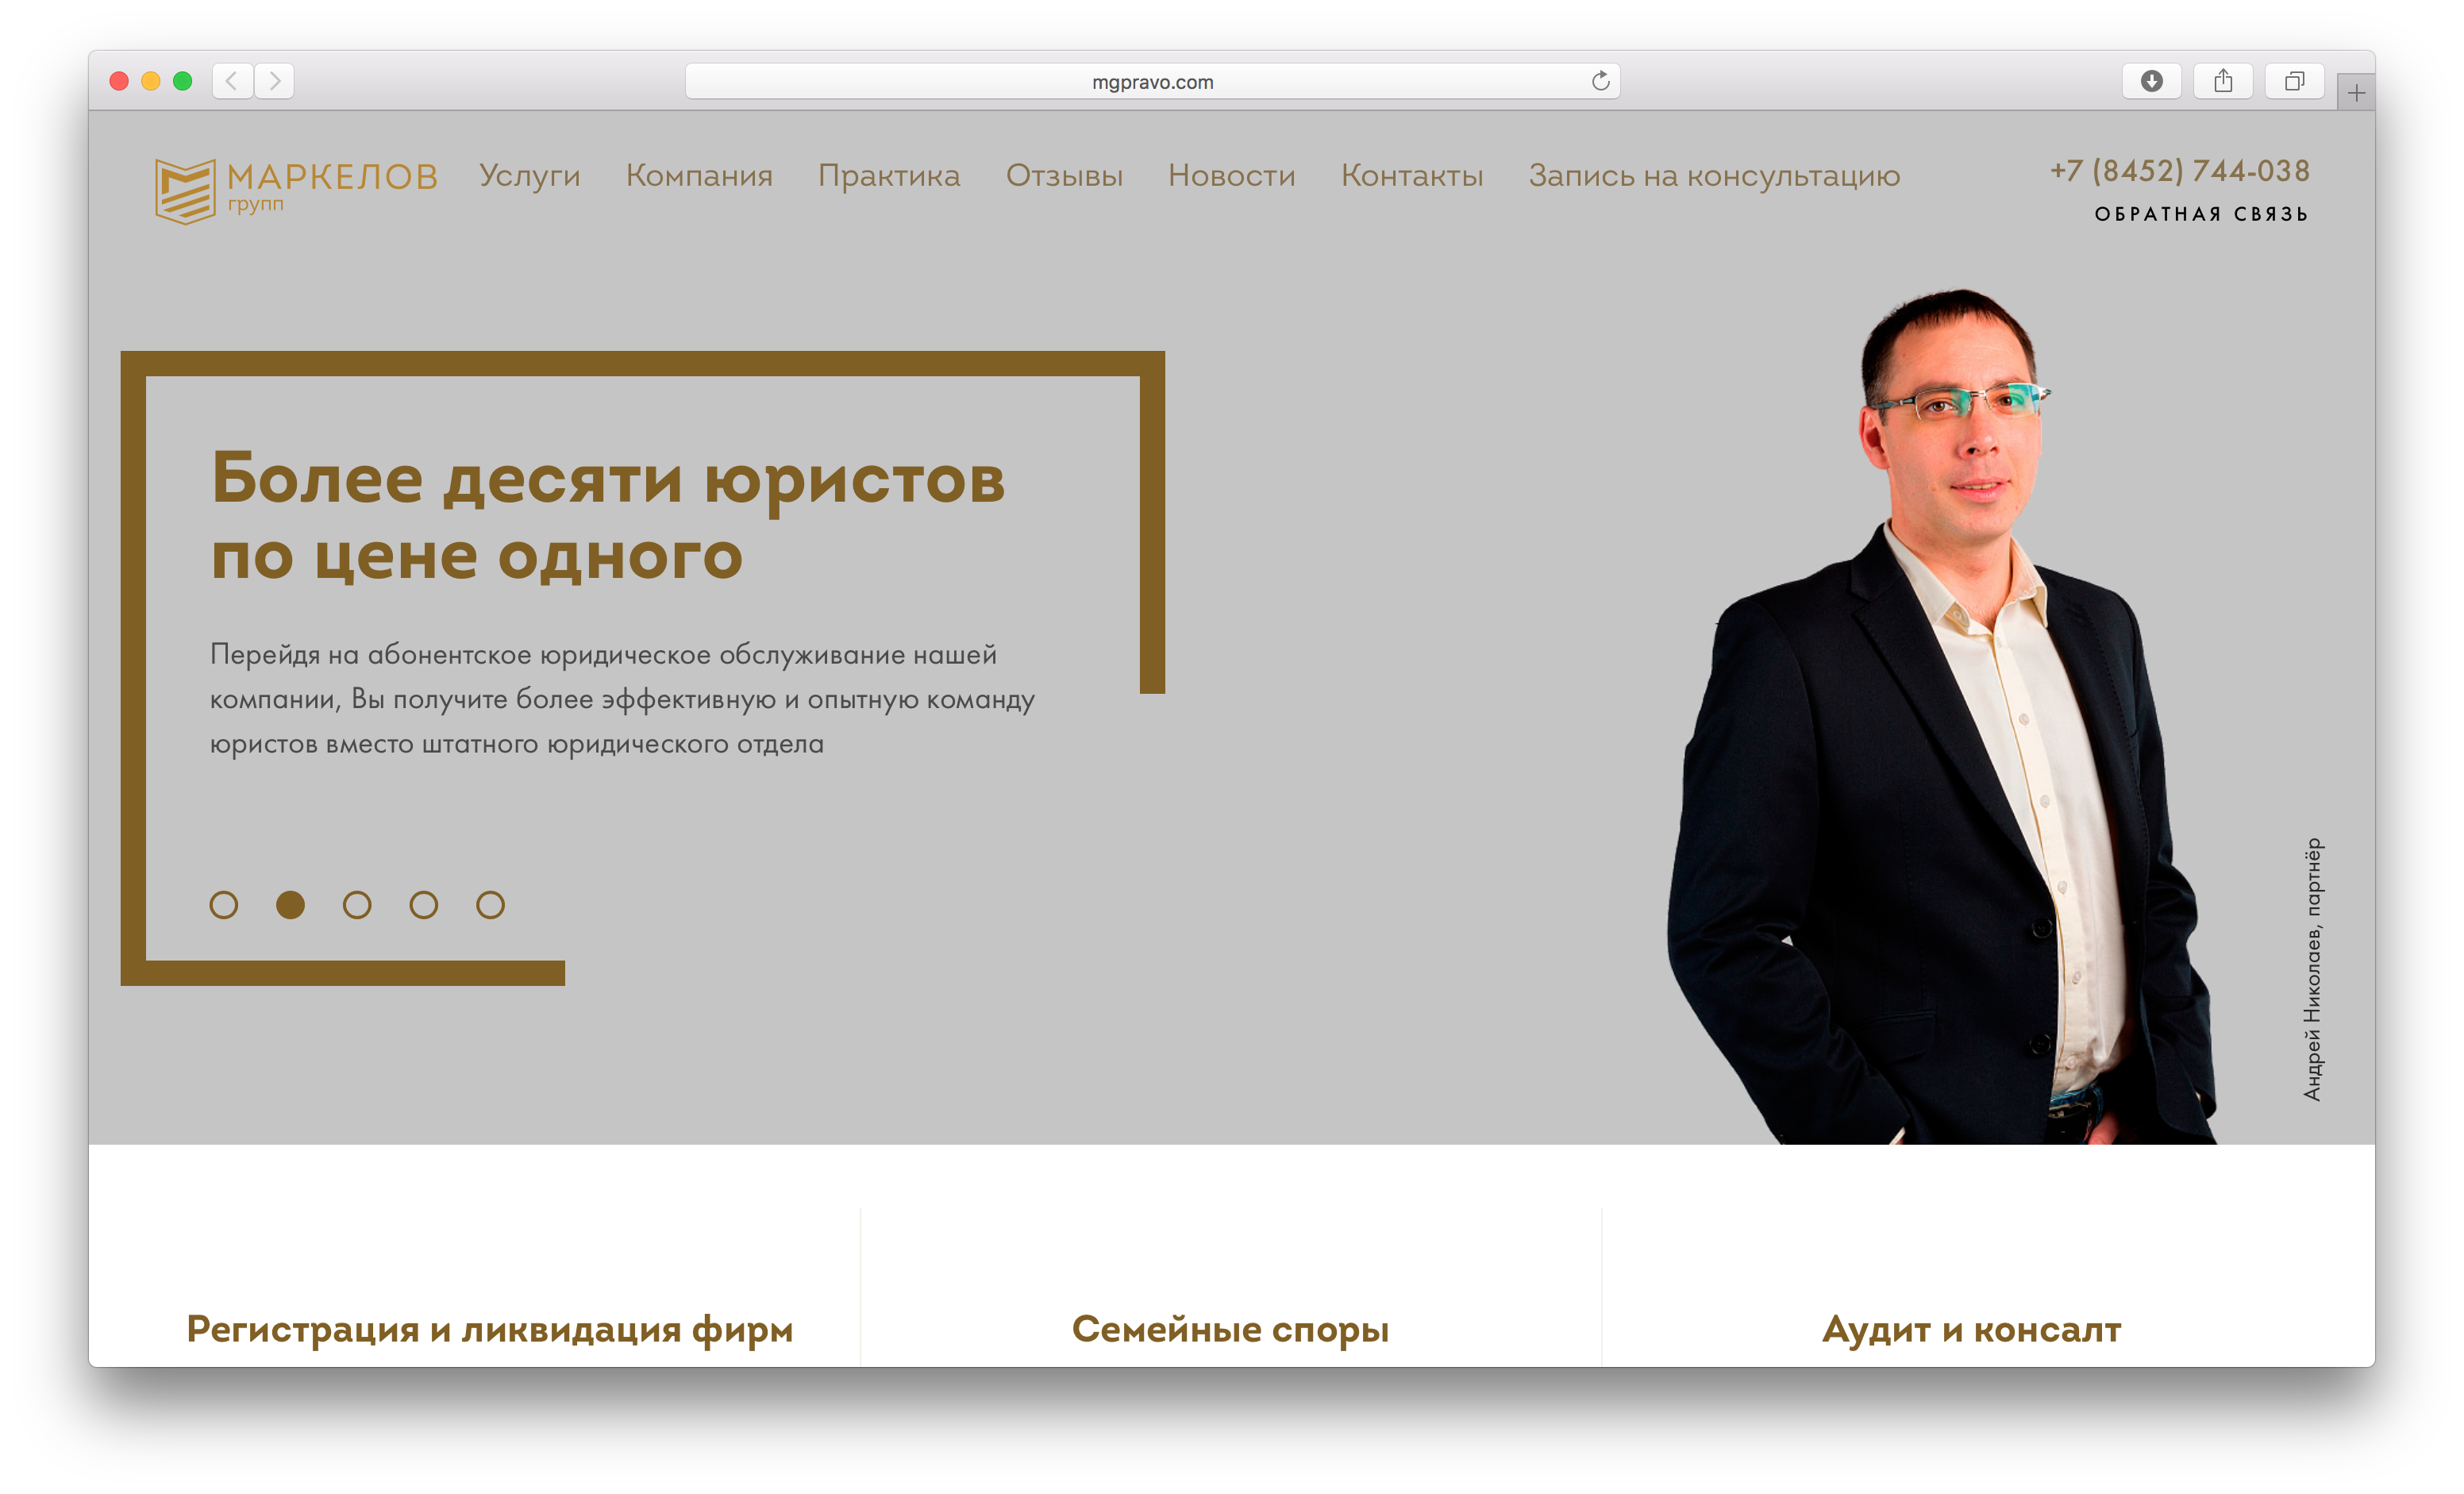 mgpravo.com
МАРКЕЛОВ
групп
Услуги Компания Практика Отзывы Новости Контакты Запись на консультацию
+7 (8452) 744-038
ОБРАТНАЯ СВЯЗЬ
Более десяти юристов
по цене одного
Перейдя на абонентское юридическое обслуживание нашей
компании, Вы получите более эффективную и опытную команду
юристов вместо штатного юридического отдела
Андрей Николаев, партнёр
Регистрация и ликвидация фирм
Семейные споры
Аудит и консалт